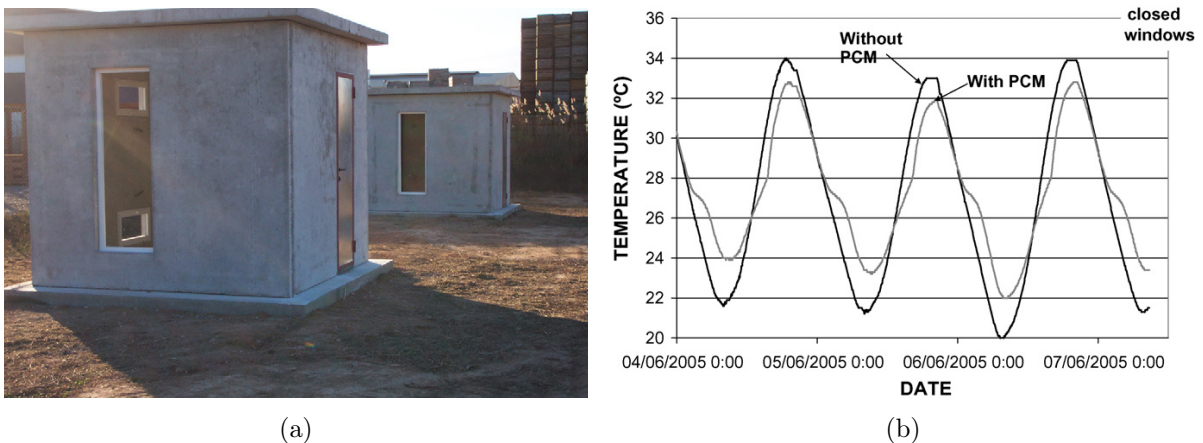 36
34
32
30
28
26
24
22
20
TEMPERATURE (ºC)
closed
windows
Without
PCM
With PCM
04/06/2005 0:00 05/06/2005 0:00 06/06/2005 0:00 07/06/2005 0:00
DATE
(a) (b)